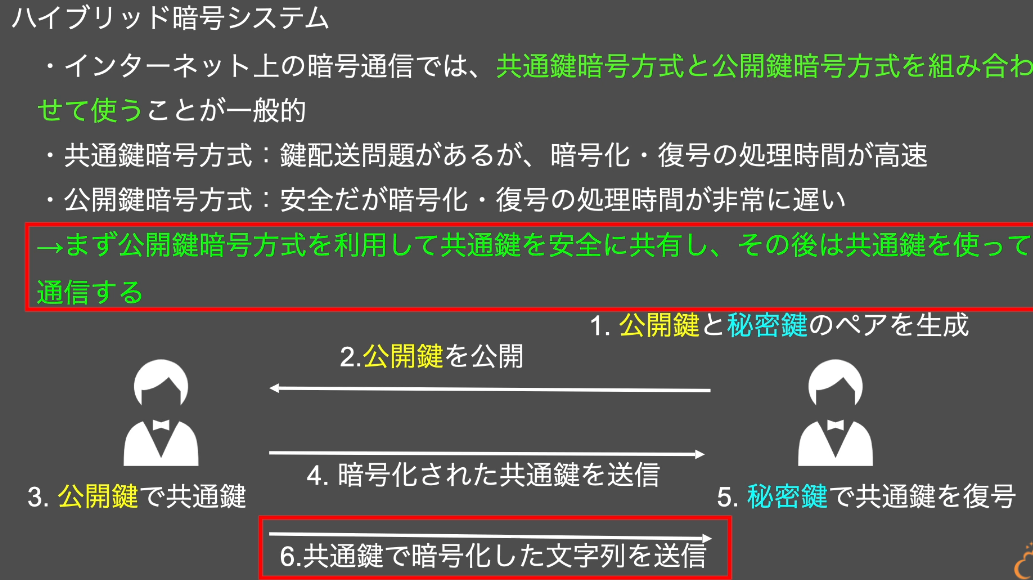 ハイブリッド暗号システム
・インターネット上の暗号通信では、共通鍵暗号方式と公開鍵暗号方式を組み合わ
せて使うことが一般的
・共通鍵暗号方式：鍵配送問題があるが、暗号化・復号の処理時間が高速
・公開鍵暗号方式：安全だが暗号化・復号の処理時間が非常に遅い
→まず公開鍵暗号方式を利用して共通鍵を安全に共有し、その後は共通鍵を使って
通信する
1. 公開鍵と秘密鍵のペアを生成
2.公開鍵を公開
4. 暗号化された共通鍵を送信
3. 公開鍵で共通鍵
5. 秘密鍵で共通鍵を復号
6.共通鍵で暗号化した文字列を送信